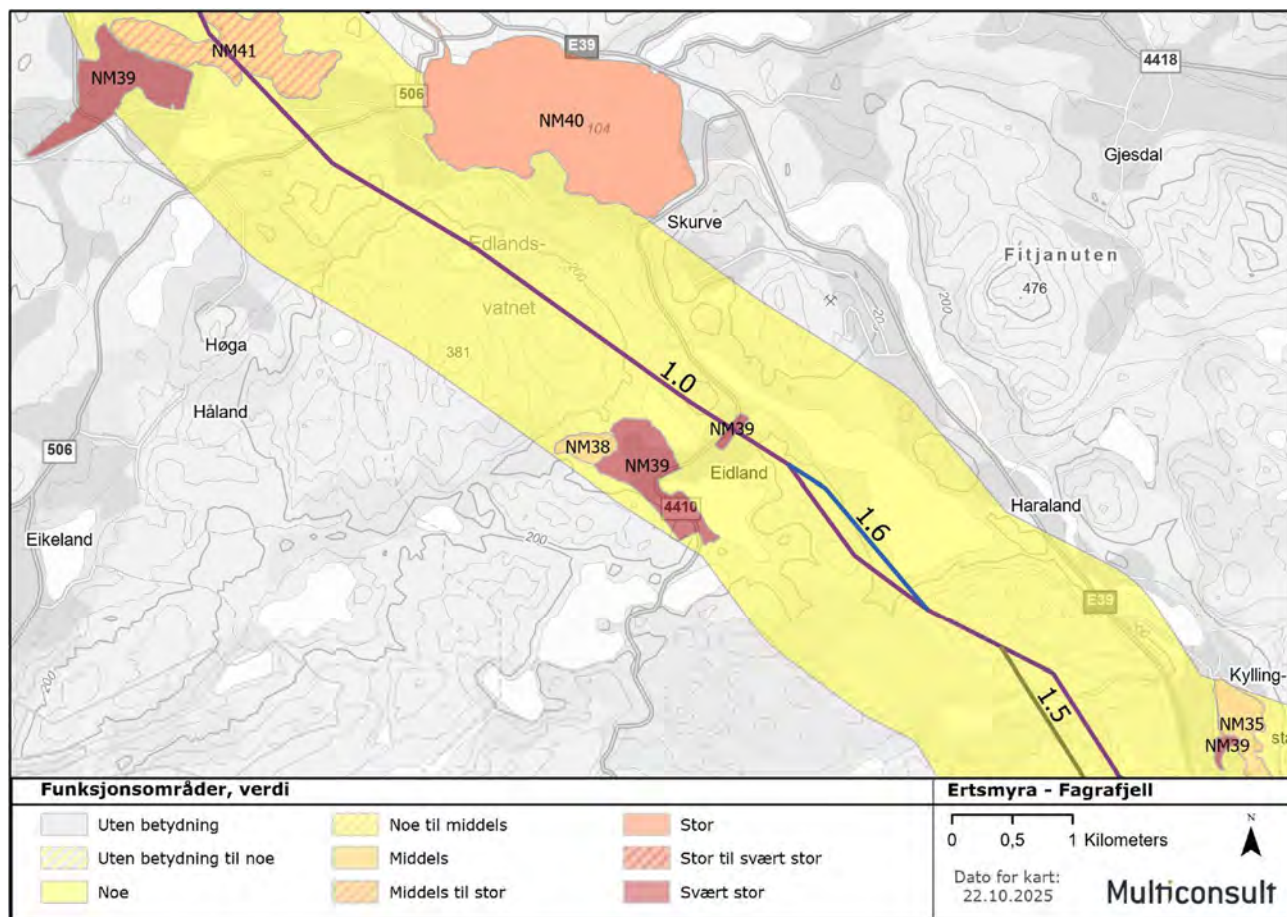 E39
4418
NM41
NM39
506
NM40
104
Gjesdal
Skurve
Edlands-
vatnet
200
Fitjanuten
476
200
200
Høga
381
Håland
1.0
506
NM38
NM39
NM39
Eidland
4410
1.6
Haraland
Eikeland
200
E39
200
1.5
Kylling-
NM35
NM39
Funksjonsområder, verdi
Uten betydning
Uten betydning til noe
Noe
Noe til middels
Middels
Middels til stor
Stor
Stor til svært stor
Svært stor
Ertsmyra - Fagrafjell
0 0,5 1 Kilometers
N
Dato for kart:
22.10.2025
Multiconsult